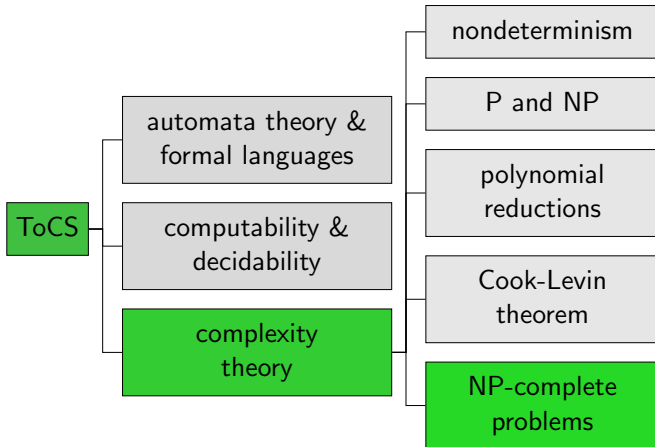 ToCS
automata theory &
formal languages
computability &
decidability
complexity
theory
nondeterminism
P and NP
polynomial
reductions
Cook-Levin
theorem
NP-complete
problems